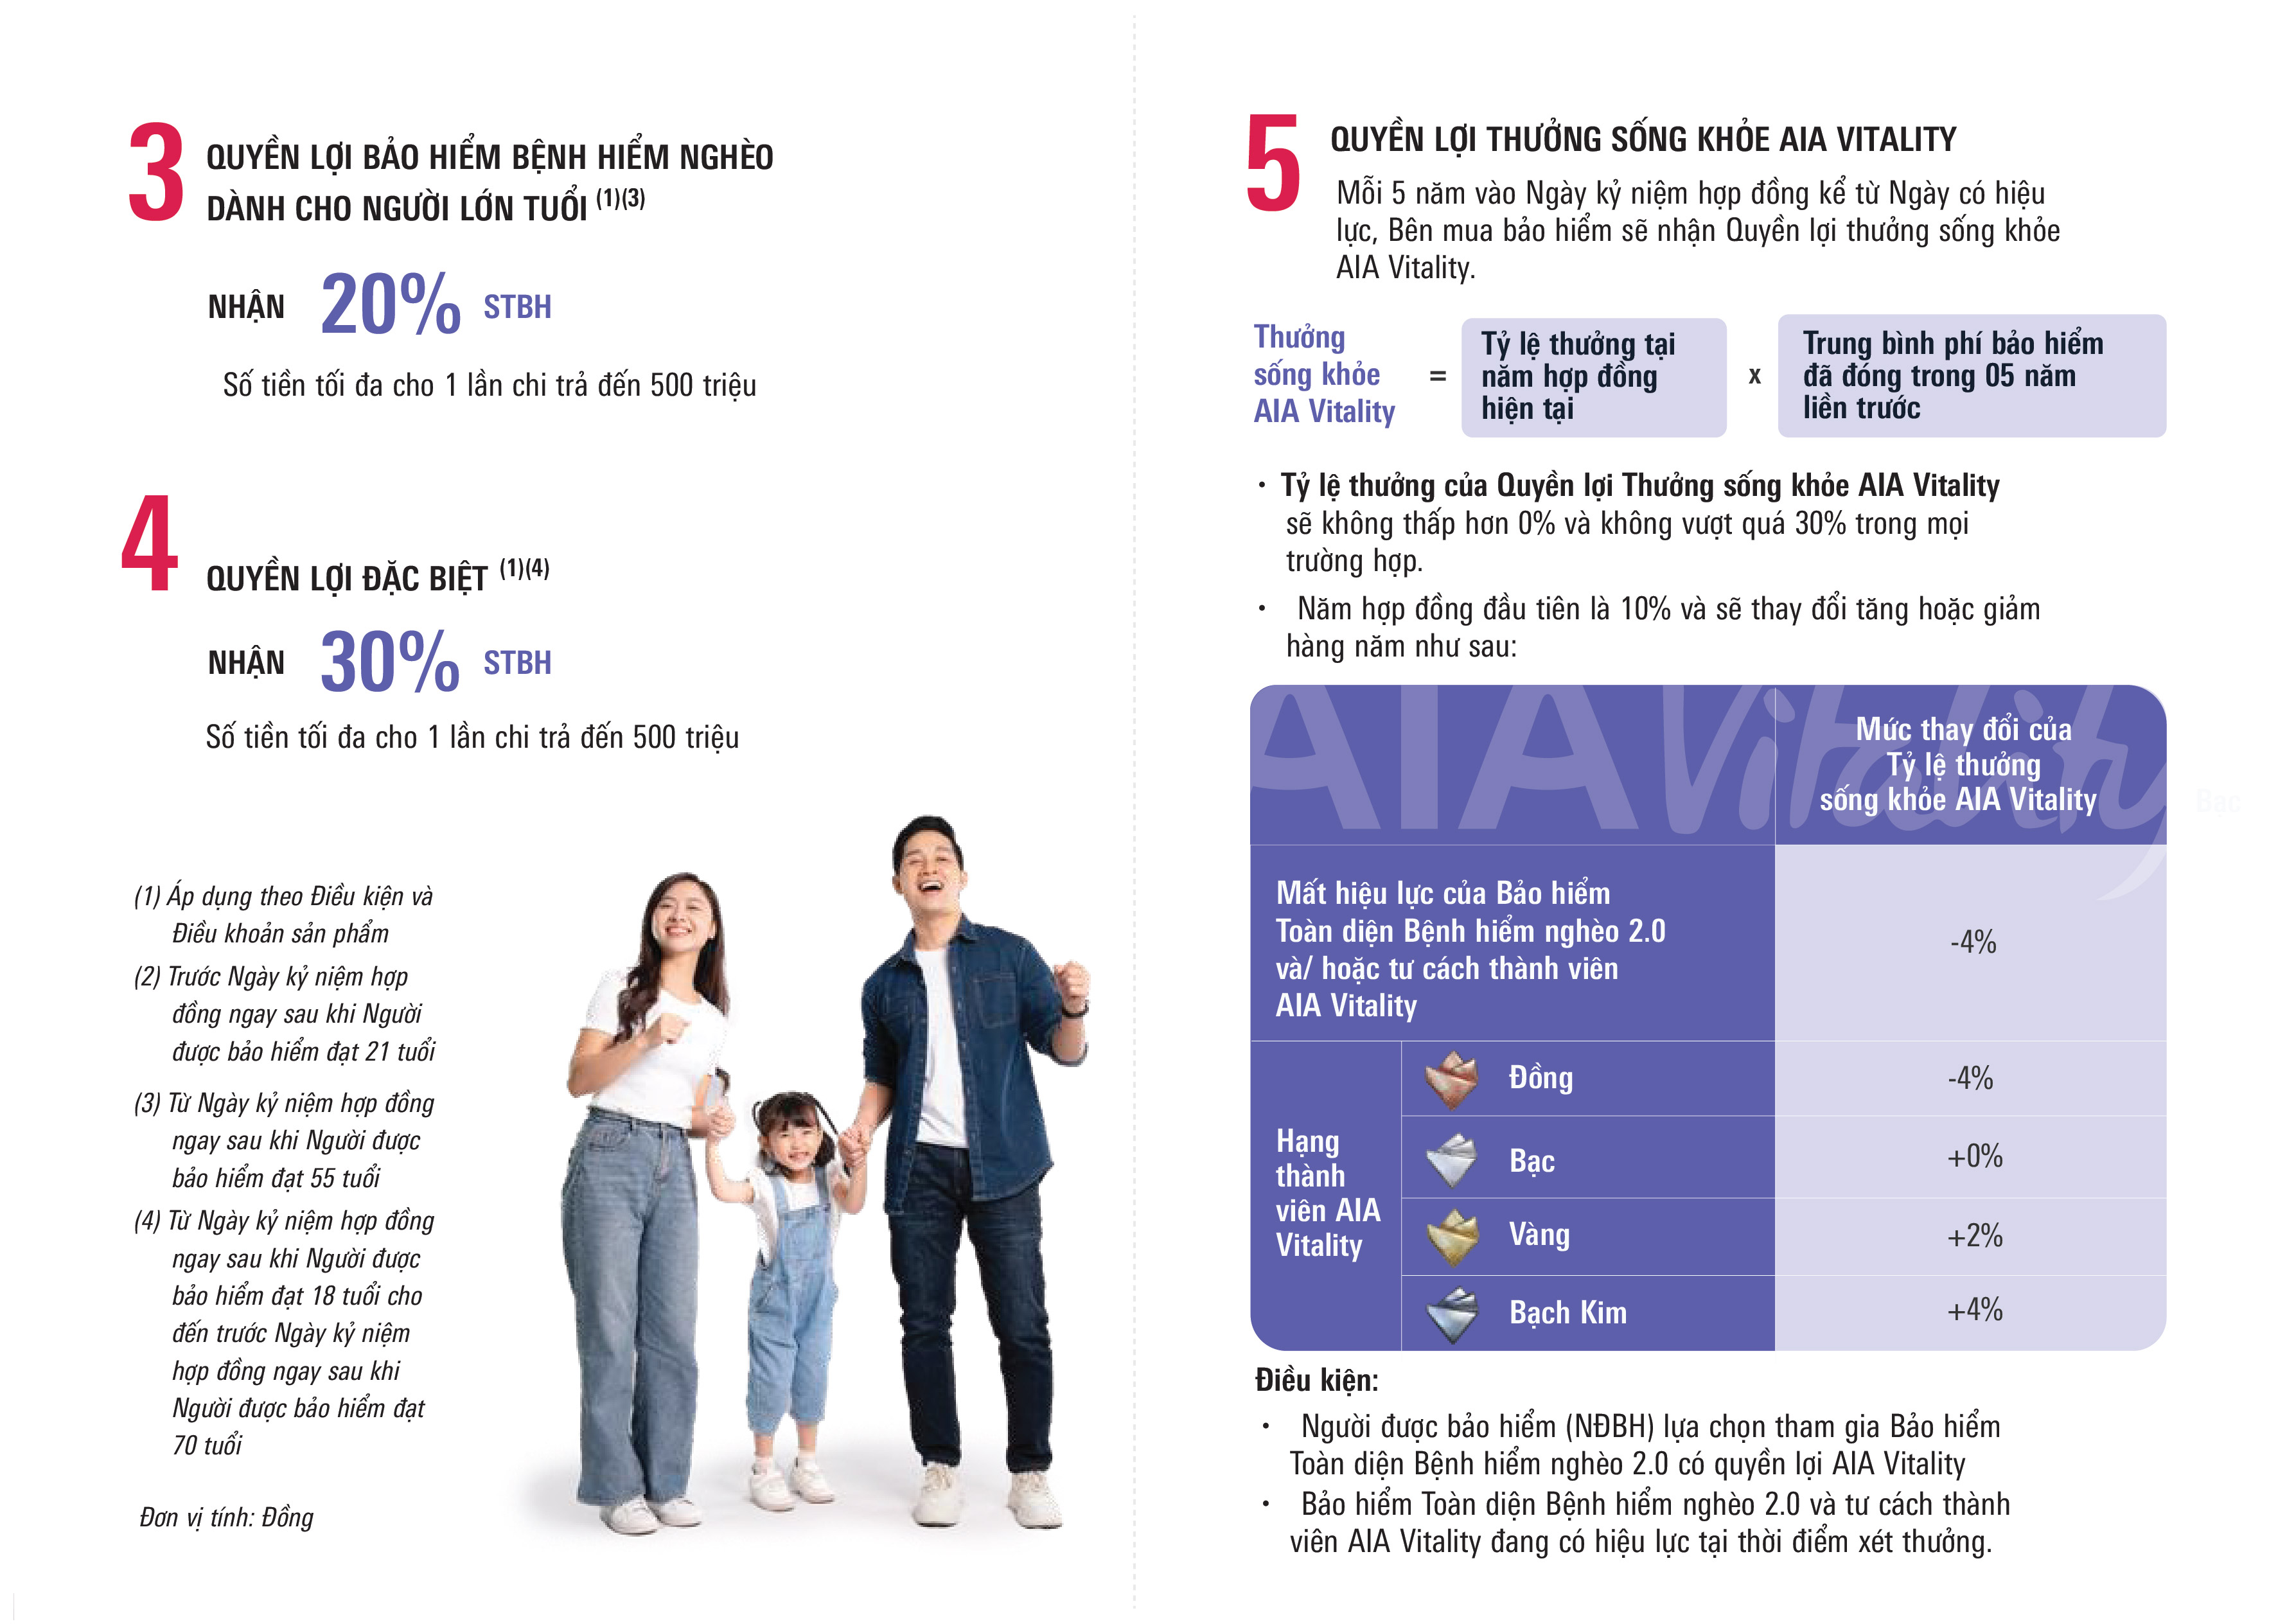 3
QUYỀN LỢI BẢO HIỂM BỆNH HIỂM NGHÈO
DÀNH CHO NGƯỜI LỚN TUỔI (1)(3)
NHẬN 20% STBH
Số tiền tối đa cho 1 lần chi trả đến 500 triệu
4
QUYỀN LỢI ĐẶC BIỆT (1)(4)
NHẬN 30% STBH
Số tiền tối đa cho 1 lần chi trả đến 500 triệu
(1) Áp dụng theo Điều kiện và
Điều khoản sản phẩm
(2) Trước Ngày kỷ niệm hợp
đồng ngay sau khi Người
được bảo hiểm đạt 21 tuổi
(3) Từ Ngày kỷ niệm hợp đồng
ngay sau khi Người được
bảo hiểm đạt 55 tuổi
(4) Từ Ngày kỷ niệm hợp đồng
ngay sau khi Người được
bảo hiểm đạt 18 tuổi cho
đến trước Ngày kỷ niệm
hợp đồng ngay sau khi
Người được bảo hiểm đạt
70 tuổi
Đơn vị tính: Đồng
5
QUYỀN LỢI THƯỞNG SỐNG KHỎE AIA VITALITY
Mỗi 5 năm vào Ngày kỷ niệm hợp đồng kể từ Ngày có hiệu
lực, Bên mua bảo hiểm sẽ nhận Quyền lợi thưởng sống khỏe
AIA Vitality.
Thưởng
sống khỏe
AIA Vitality
=
Tỷ lệ thưởng tại
năm hợp đồng
hiện tại
x
Trung bình phí bảo hiểm
đã đóng trong 05 năm
liền trước
• Tỷ lệ thưởng của Quyền lợi Thưởng sống khỏe AIA Vitality
sẽ không thấp hơn 0% và không vượt quá 30% trong mọi
trường hợp.
• Năm hợp đồng đầu tiên là 10% và sẽ thay đổi tăng hoặc giảm
hàng năm như sau:
AIA Vitality
Mức thay đổi của
Tỷ lệ thưởng
sống khỏe AIA Vitality
Bạc
Mất hiệu lực của Bảo hiểm
Toàn diện Bệnh hiểm nghèo 2.0
và/ hoặc tư cách thành viên
AIA Vitality
-4%
Hạng
thành
viên AIA
Vitality
Đồng -4%
Bạc +0%
Vàng +2%
Bạch Kim +4%
Điều kiện:
• Người được bảo hiểm (NĐBH) lựa chọn tham gia Bảo hiểm
Toàn diện Bệnh hiểm nghèo 2.0 có quyền lợi AIA Vitality
• Bảo hiểm Toàn diện Bệnh hiểm nghèo 2.0 và tư cách thành
viên AIA Vitality đang có hiệu lực tại thời điểm xét thưởng.